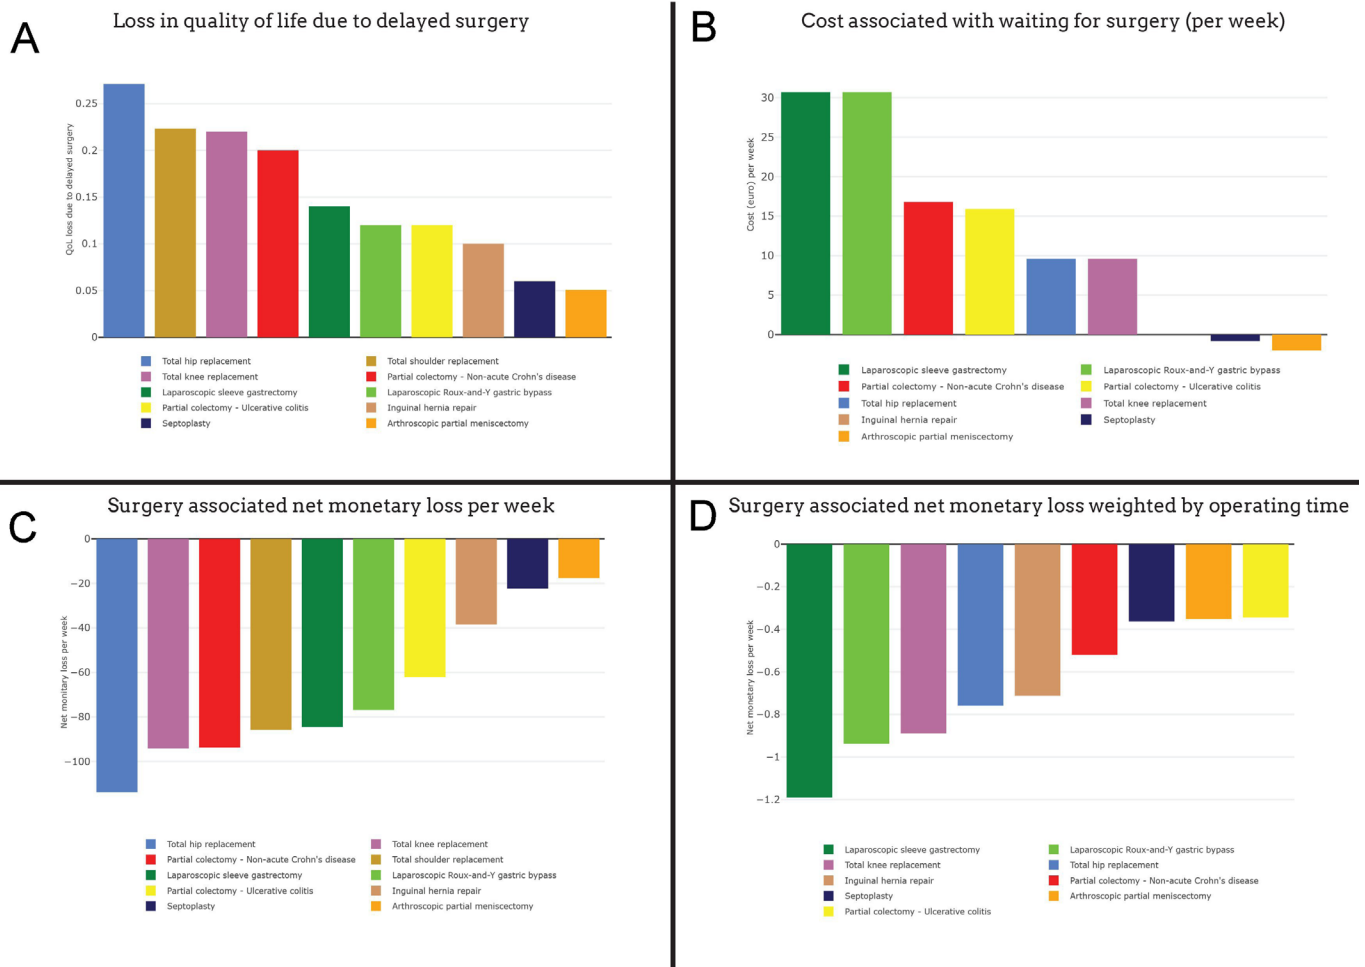 A
Loss in quality of life due to delayed surgery
QoL loss due to delayed surgery
0.25
0.2
0.15
0.1
0.05
0
Total hip replacement
Total shoulder replacement
Total knee replacement
Partial colectomy - Non-acute Crohn's disease
Laparoscopic sleeve gastrectomy
Laparoscopic Roux-and-Y gastric bypass
Partial colectomy - Ulcerative colitis
Inguinal hernia repair
Septoplasty
Arthroscopic partial meniscectomy
B
Cost associated with waiting for surgery (per week)
Cost (euro) per week
30
25
20
15
10
5
0
Laparoscopic sleeve gastrectomy
Laparoscopic Roux-and-Y gastric bypass
Partial colectomy - Non-acute Crohn's disease
Partial colectomy - Ulcerative colitis
Total hip replacement
Total knee replacement
Inguinal hernia repair
Septoplasty
Arthroscopic partial meniscectomy
C
Surgery associated net monetary loss per week
Net monitary loss per week
0
−20
−40
−60
−80
−100
Total hip replacement
Total knee replacement
Partial colectomy - Non-acute Crohn's disease
Total shoulder replacement
Laparoscopic sleeve gastrectomy
Laparoscopic Roux-and-Y gastric bypass
Partial colectomy - Ulcerative colitis
Inguinal hernia repair
Septoplasty
Arthroscopic partial meniscectomy
D
Surgery associated net monetary loss weighted by operating time
Net monetary loss per week
0
−0.2
−0.4
−0.6
−0.8
−1
−1.2
Laparoscopic sleeve gastrectomy
Laparoscopic Roux-and-Y gastric bypass
Total knee replacement
Total hip replacement
Inguinal hernia repair
Partial colectomy - Non-acute Crohn's disease
Septoplasty
Arthroscopic partial meniscectomy
Partial colectomy - Ulcerative colitis